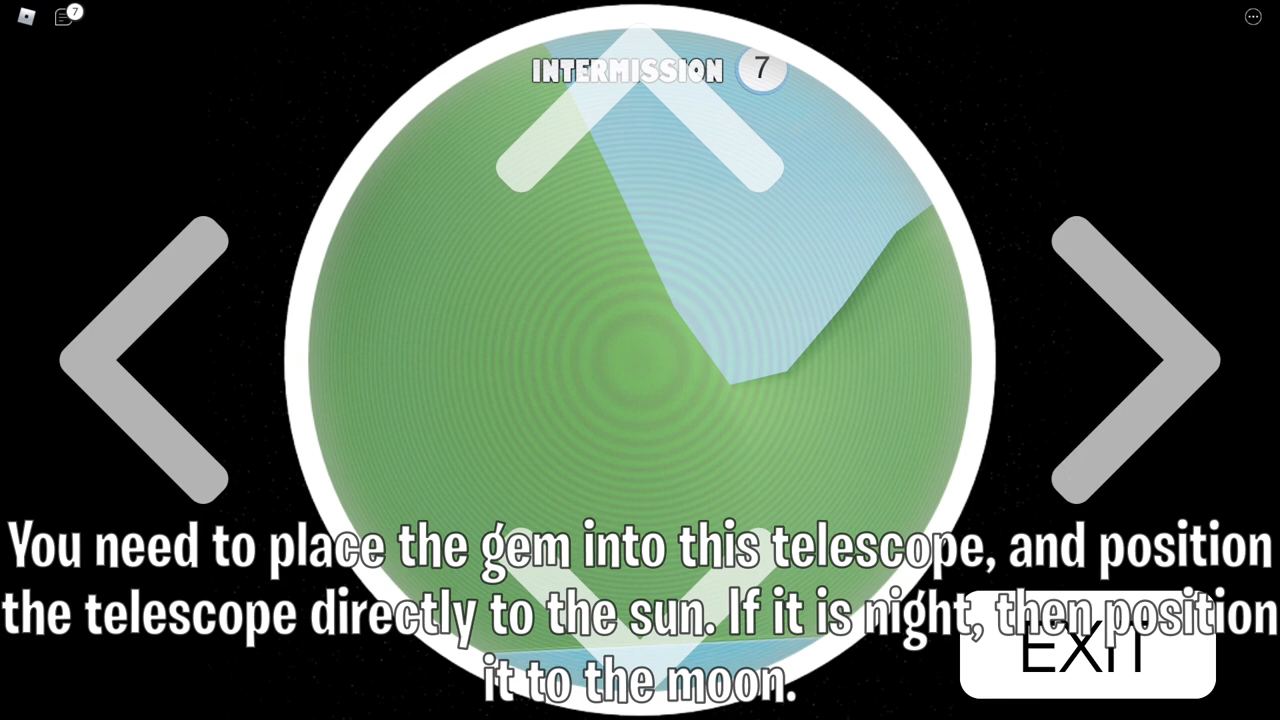 7
INTERMISSION 7
You need to place the gem into this telescope, and position
the telescope directly to the sun. If it is night, then position
it to the moon.
EXIT